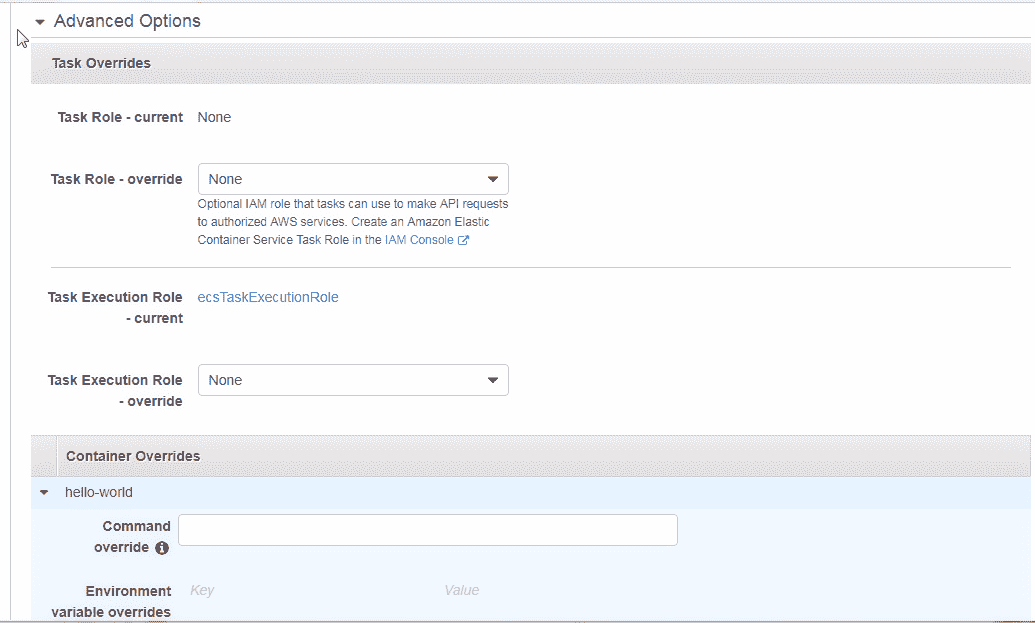 Advanced Options
Task Overrides
Task Role - current None
Task Role - override None
Optional IAM role that tasks can use to make API requests
to authorized AWS services. Create an Amazon Elastic
Container Service Task Role in the IAM Console
Task Execution Role ecsTaskExecutionRole
- current
Task Execution Role None
- override
Container Overrides
hello-world
Command
override
Environment Key Value
variable overrides